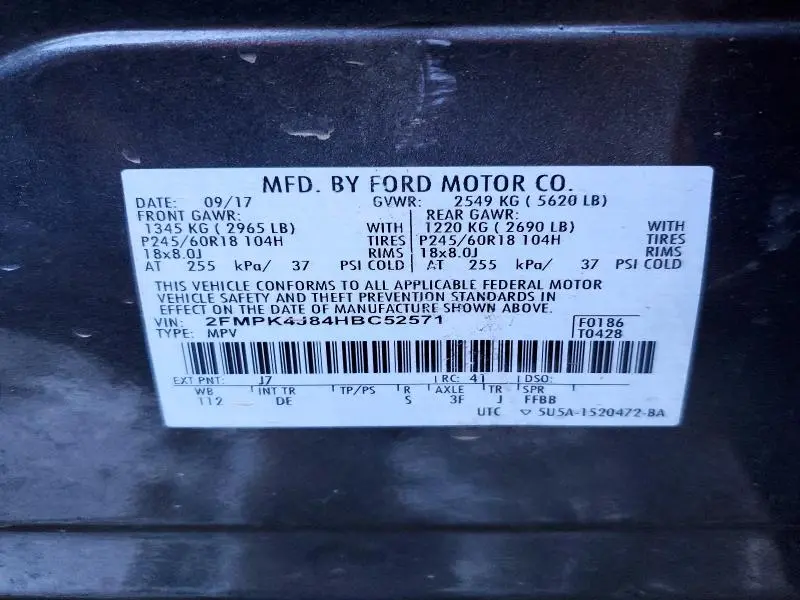 MFD. BY FORD MOTOR CO.
DATE: 09/17 GVWR: 2549 KG ( 5620 LB)
FRONT GAWR: REAR GAWR:
1345 KG ( 2965 LB) WITH 1220 KG ( 2690 LB) WITH
P245/60R18 104H TIRES P245/60R18 104H TIRES
18x8.0J RIMS 18x8.0J RIMS
AT 255 kPa/ 37 PSI COLD AT 255 kPa/ 37 PSI COLD
THIS VEHICLE CONFORMS TO ALL APPLICABLE FEDERAL MOTOR
VEHICLE SAFETY AND THEFT PREVENTION STANDARDS IN
EFFECT ON THE DATE OF MANUFACTURE SHOWN ABOVE.
VIN: 2FMPK4J84HBC52571 F0186
TYPE: MPV T0428
EXT PNT: J7 RC: 41 DSO:
WB INT TR TP/PS R AXLE TR SPR
112 DE S 3F J FFBB
UTC ▽ 5U5A-1520472-BA